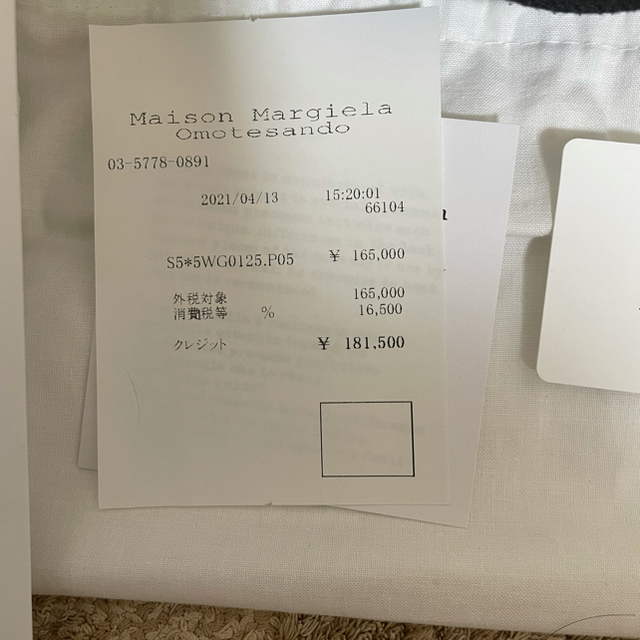 Maison Margiela
Omotesando
03-5778-0891
2021/04/13 15:20:01
66104
S5*5WG0125.P05 ¥ 165,000
外税対象 165,000
消費税等 % 16,500
クレジット ¥ 181,500